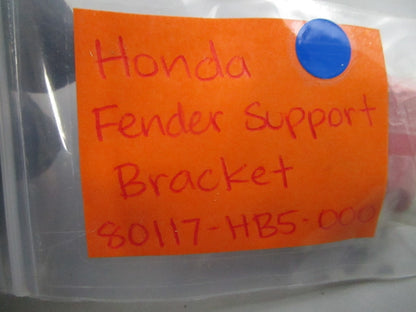 Honda
Fender Support
Bracket
80117-HB5-000